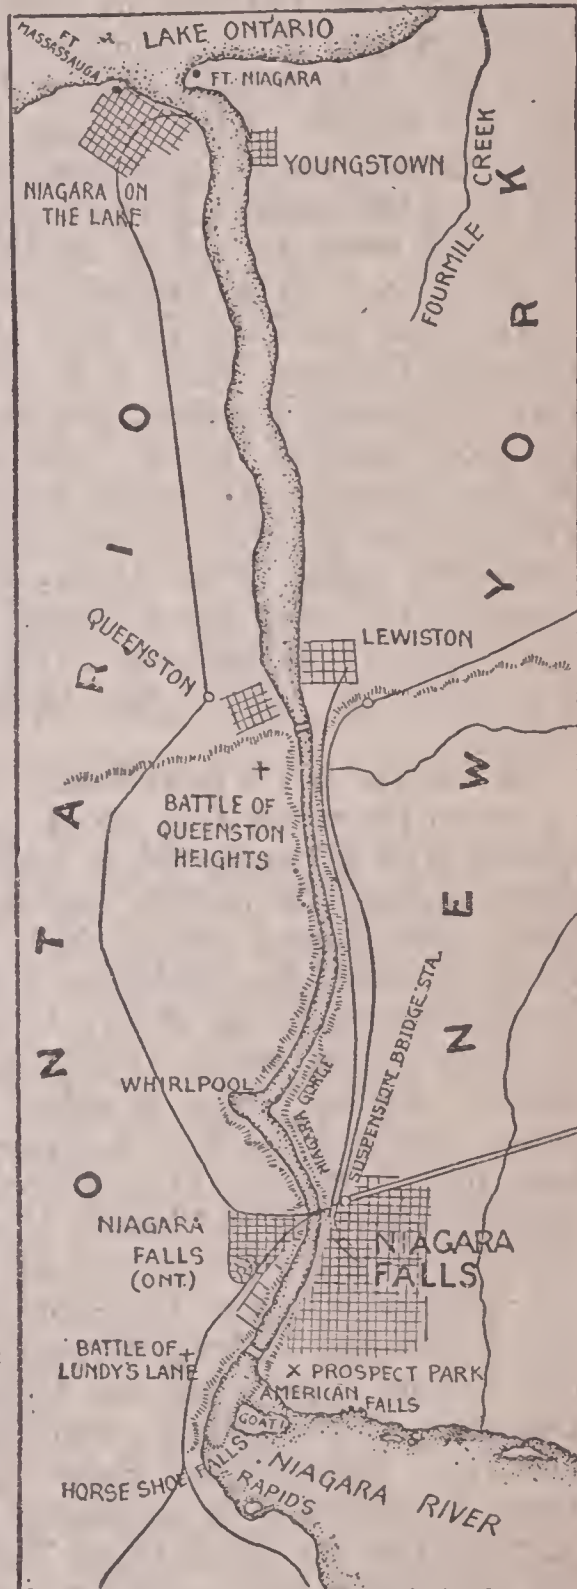 LAKE ONTARIO
FT
MASSASSAUGA
FT. NIAGARA
YOUNGSTOWN
NIAGARA ON
THE LAKE
FOURMILE CREEK
NEW YORK
ONTARIO
QUEENSTON
LEWISTON
BATTLE OF
QUEENSTON
HEIGHTS
SUSPENSION BRIDGE STA.
WHIRLPOOL
NIAGARA GORGE
NIAGARA
FALLS
(ONT.)
NIAGARA
FALLS
BATTLE OF
LUNDY'S LANE
X PROSPECT PARK
AMERICAN
FALLS
GOAT I.
HORSE SHOE FALLS
RAPIDS
NIAGARA RIVER